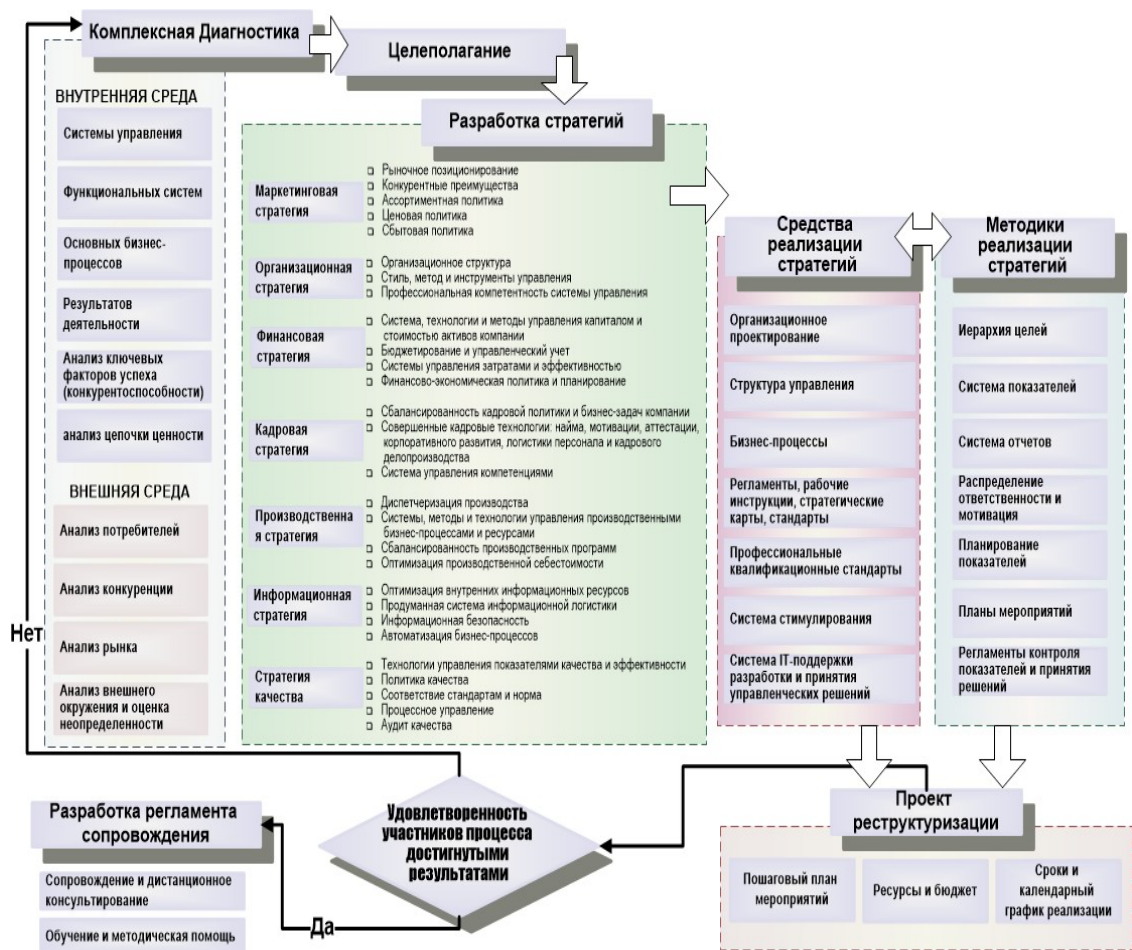 Комплексная Диагностика
Целеполагание
Разработка стратегий
ВНУТРЕННЯЯ СРЕДА
Системы управления
Функциональных систем
Основных бизнес-
процессов
Результатов
деятельности
Анализ ключевых
факторов успеха
(конкурентоспособности)
анализ цепочки ценности
ВНЕШНЯЯ СРЕДА
Анализ потребителей
Анализ конкуренции
Анализ рынка
Анализ внешнего
окружения и оценка
неопределенности
Маркетинговая
стратегия
Рыночное позиционирование
Конкурентные преимущества
Ассортиментная политика
Ценовая политика
Сбытовая политика
Организационная
стратегия
Организационное структура
Стиль, метод и инструменты управления
Профессиональная компетентность системы управления
Финансовая
стратегия
Система, технологии и методы управления капиталом и
стоимостью активов компании
Бюджетирование и управленческий учет
Системы управления затратами и эффективностью
Финансово-экономическая политика и планирование
Кадровая
стратегия
Сбалансированность кадровой политики и бизнес-задач компании
Совершенные кадровые технологии: найма, мотивации, аттестации,
корпоративного развития, логистики персонала и кадрового
делопроизводства
Система управления компетенциями
Производственна
я стратегия
Диспетчеризация производства
Системы, методы и технологии управления производственными
бизнес-процессами и ресурсами
Сбалансированность производственных программ
Оптимизация производственной себестоимости
Информационная
стратегия
Оптимизация внутренних информационных ресурсов
Продуманная система информационной логистики
Информационная безопасность
Автоматизация бизнес-процессов
Стратегия
качества
Технологии управления показателями качества и эффективности
Политика качества
Соответствие стандартам и норма
Процессное управление
Аудит качества
Средства
реализации
стратегий
Организационное
проектирование
Структура управления
Бизнес-процессы
Регламенты, рабочие
инструкции, стратегические
карты, стандарты
Профессиональные
квалификационные стандарты
Система стимулирования
Система IT-поддержки
разработки и принятия
управленческих решений
Методики
реализации
стратегий
Иерархия целей
Система показателей
Система отчетов
Распределение
ответственности и
мотивация
Планирование
показателей
Планы мероприятий
Регламенты контроля
показателей и принятия
решений
Нет
Проект
реструктуризации
Пошаговый план
мероприятий
Ресурсы и бюджет
Сроки и
календарный
график реализации
Удовлетворенность
участников процесса
достигнутыми
результатами
Да
Разработка регламента
сопровождения
Сопровождение и дистанционое
консультирование
Обучение и методическая помощь